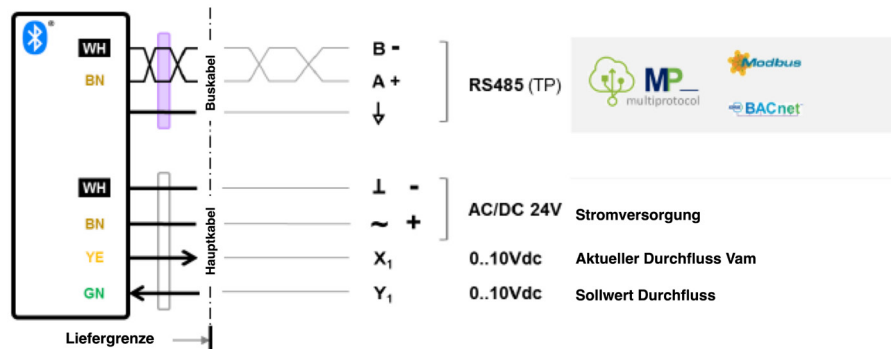 WH
B -
BN
A +
Buskabel
RS485 (TP)
MP_
multiprotocol
Modbus
BACnet
WH
⊥ -
BN
~ +
AC/DC 24V
Stromversorgung
Hauptkabel
YE
X₁
0..10Vdc
Aktueller Durchfluss Vam
GN
Y₁
0..10Vdc
Sollwert Durchfluss
Liefergrenze